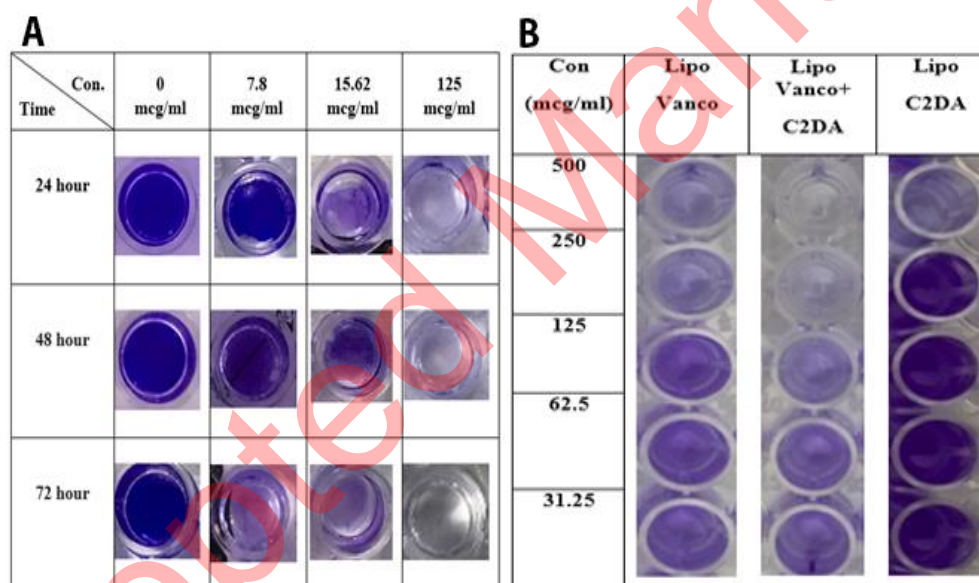 A
Con.
Time
0
mcg/ml
7.8
mcg/ml
15.62
mcg/ml
125
mcg/ml
24 hour
48 hour
72 hour
B
Con
(mcg/ml)
Lipo
Vanco
Lipo
Vanco+
C2DA
Lipo
C2DA
500
250
125
62.5
31.25
pted Man